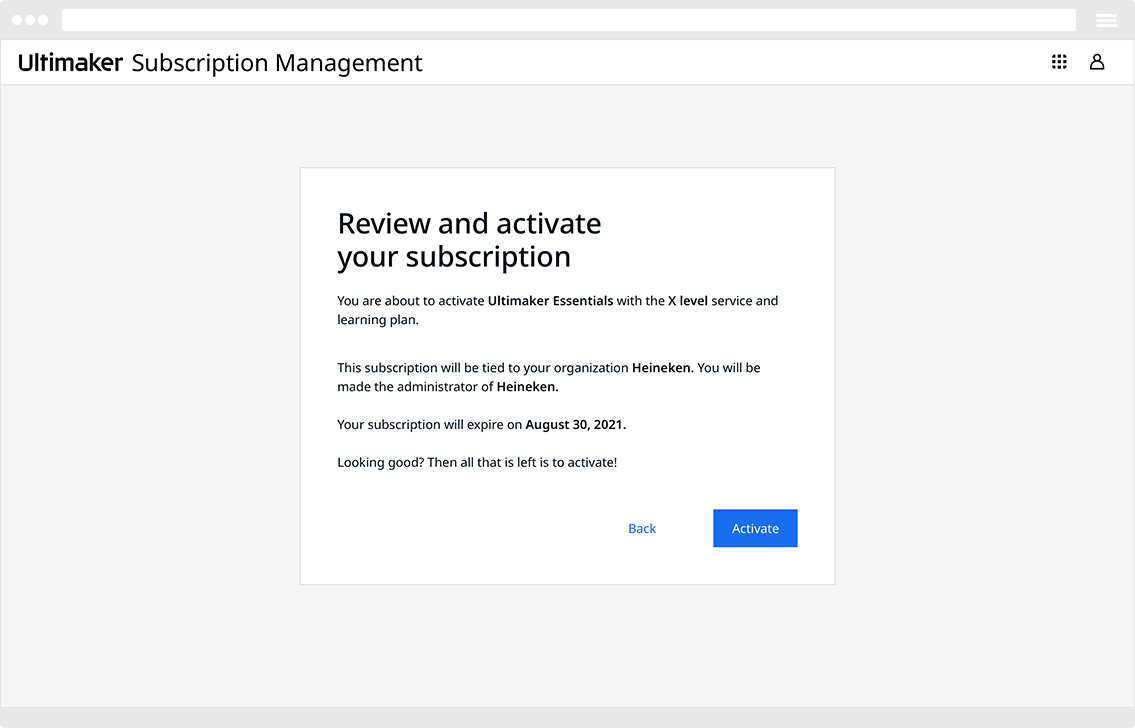 Ultimaker Subscription Management
Review and activate
your subscription
You are about to activate Ultimaker Essentials with the X level service and
learning plan.
This subscription will be tied to your organization Heineken. You will be
made the administrator of Heineken.
Your subscription will expire on August 30, 2021.
Looking good? Then all that is left is to activate!
Back
Activate